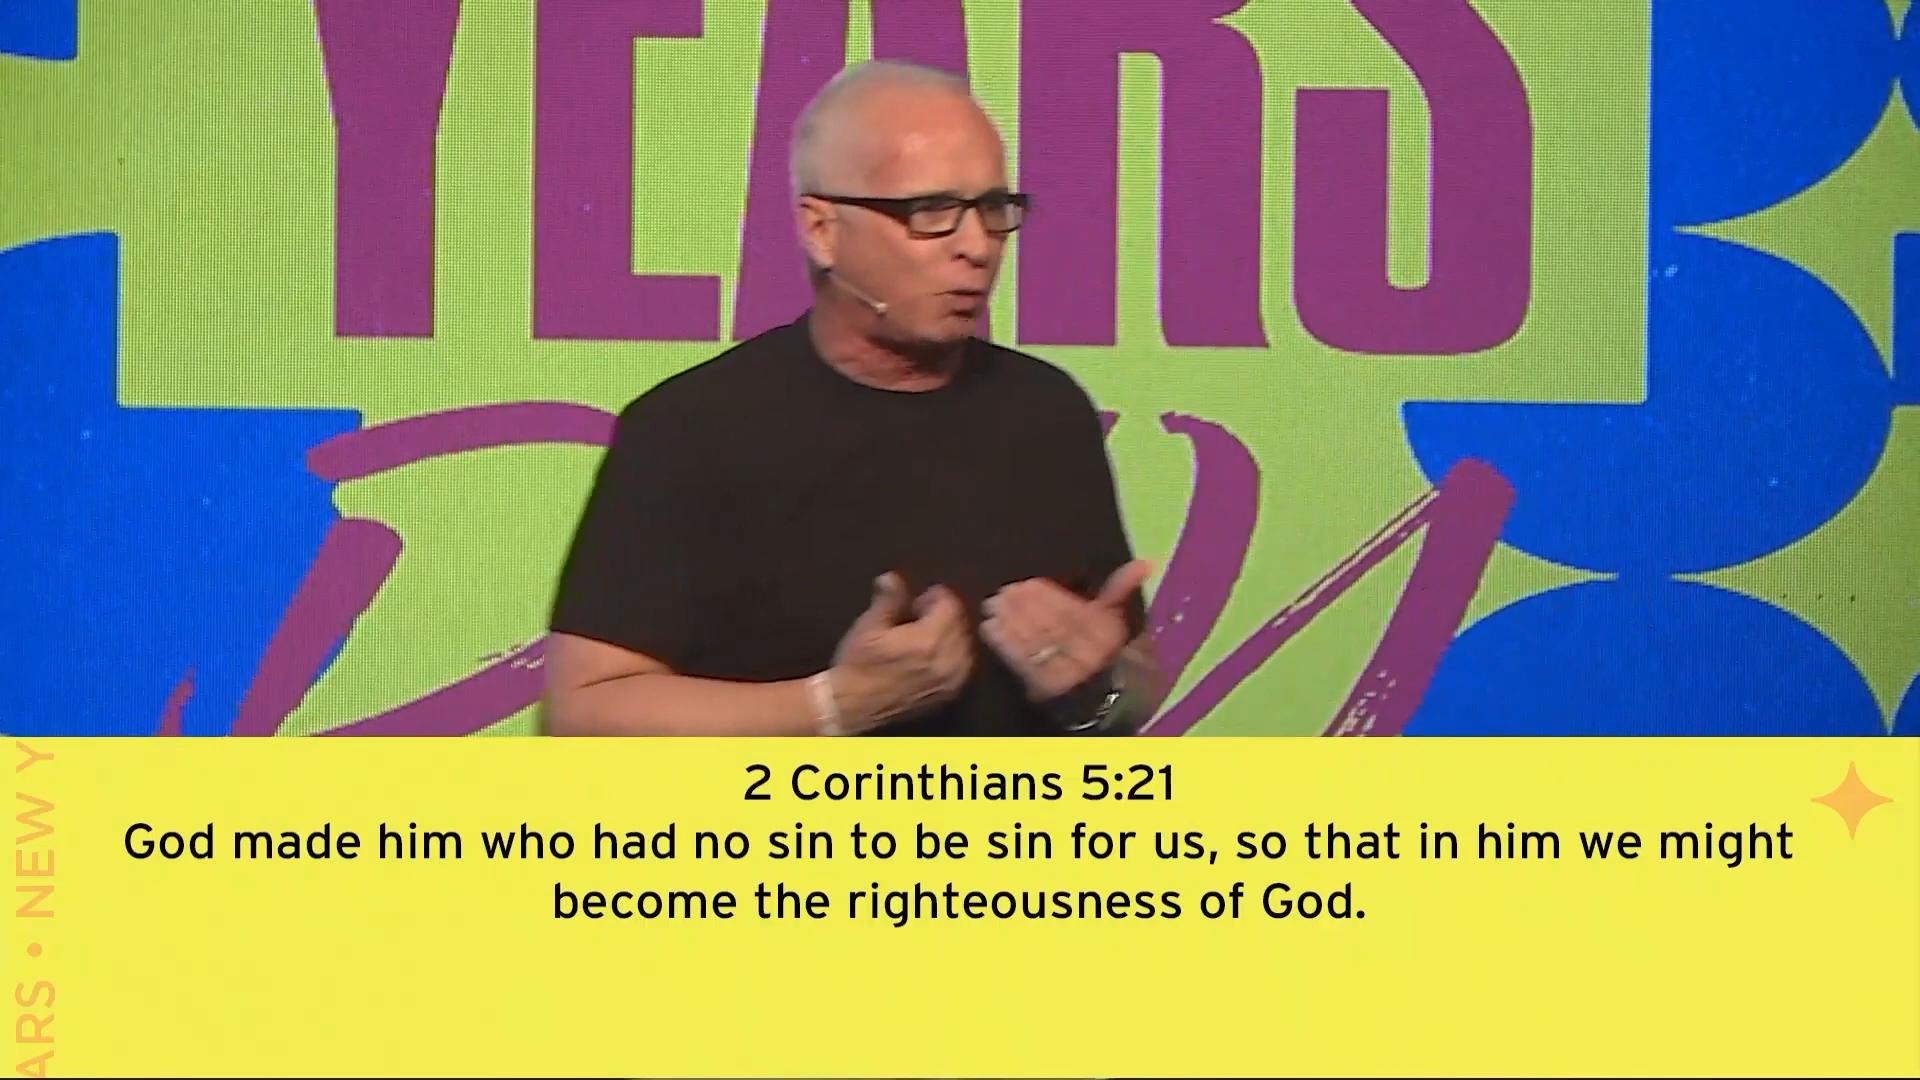 YEARS
2 Corinthians 5:21
God made him who had no sin to be sin for us, so that in him we might
become the righteousness of God.
ARS • NEW Y